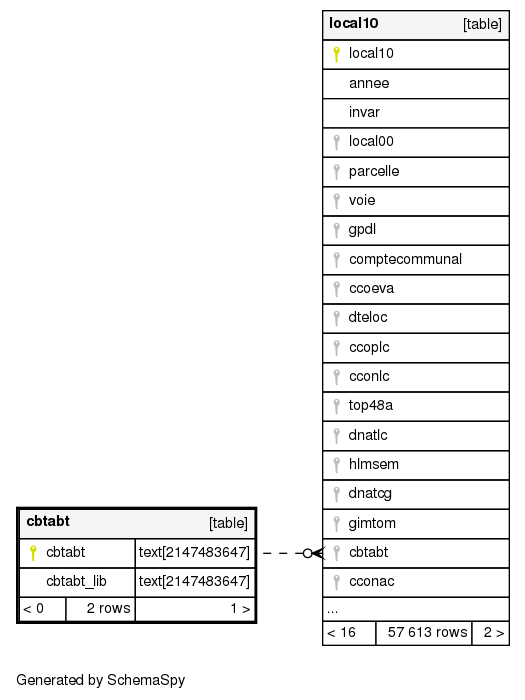 local10 [table]
local10
annee
invar
local00
parcelle
voie
gpdl
comptecommunal
ccoeva
dteloc
ccoplc
cconlc
top48a
dnatlc
hlmsem
dnatcg
gimtom
cbtabt
cconac
...
< 16 57 613 rows 2 >
cbtabt [table]
cbtabt text[2147483647]
cbtabt_lib text[2147483647]
< 0 2 rows 1 >
Generated by SchemaSpy